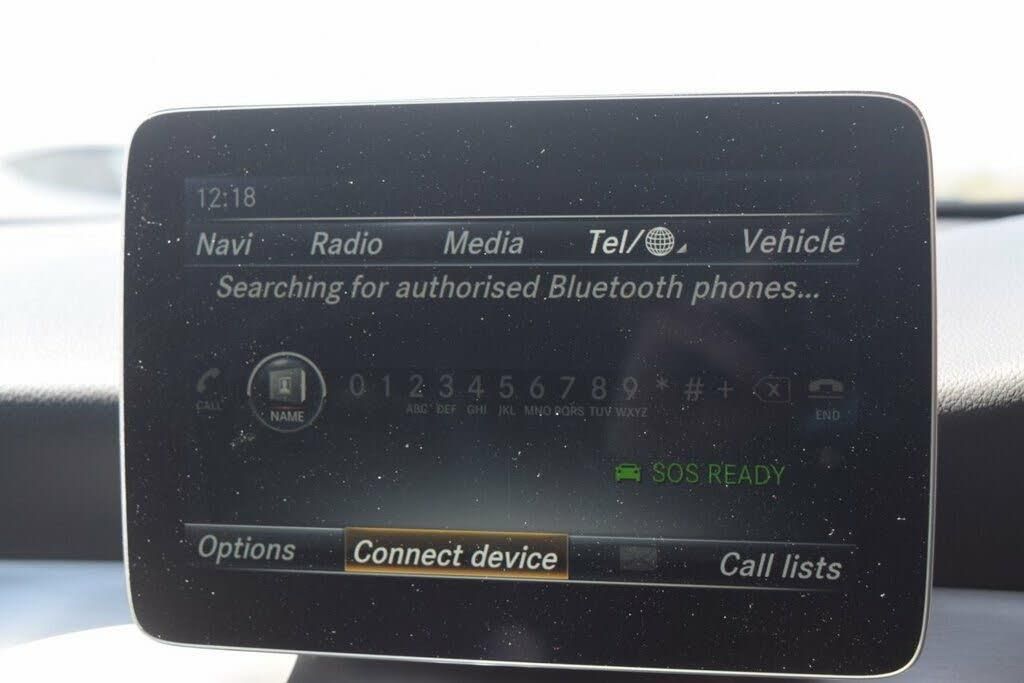 12:18
Navi Radio Media Tel/ Vehicle
Searching for authorised Bluetooth phones...
CALL NAME 0 1 2 3 4 5 6 7 8 9 * # + END
ABC DEF GHI JKL MNO PQRS TUV WXYZ
SOS READY
Options Connect device Call lists